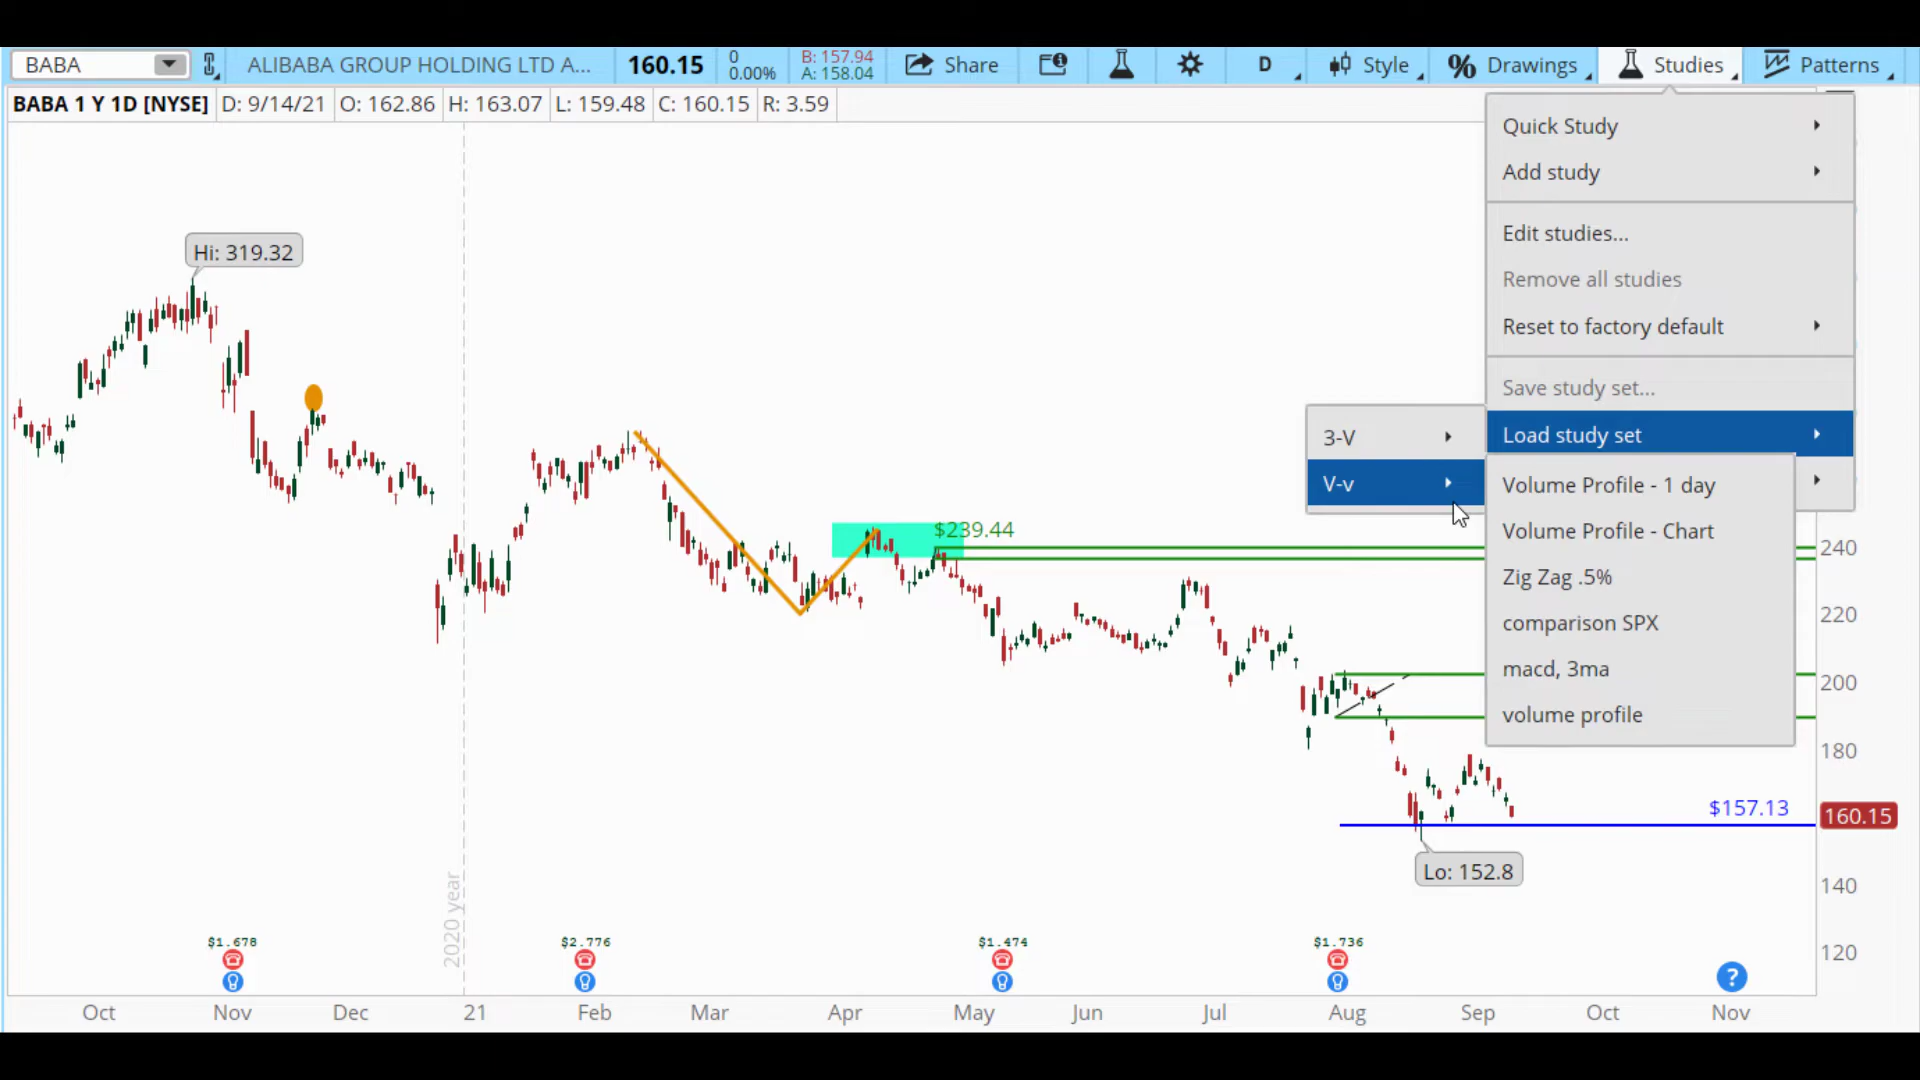 BABA ALIBABA GROUP HOLDING LTD A... 160.15 0 0.00% B: 157.94 A: 158.04 Share D Style Drawings Studies Patterns
BABA 1 Y 1D [NYSE] D: 9/14/21 O: 162.86 H: 163.07 L: 159.48 C: 160.15 R: 3.59
Quick Study
Add study
Edit studies...
Remove all studies
Reset to factory default
Save study set...
Load study set
3-V
V-v
Volume Profile - 1 day
Volume Profile - Chart
Zig Zag .5%
comparison SPX
macd, 3ma
volume profile
Hi: 319.32
$239.44
240
220
200
180
$157.13
160.15
Lo: 152.8
140
120
2020 year
$1.678 $2.776 $1.474 $1.736
?
Oct Nov Dec 21 Feb Mar Apr May Jun Jul Aug Sep Oct Nov